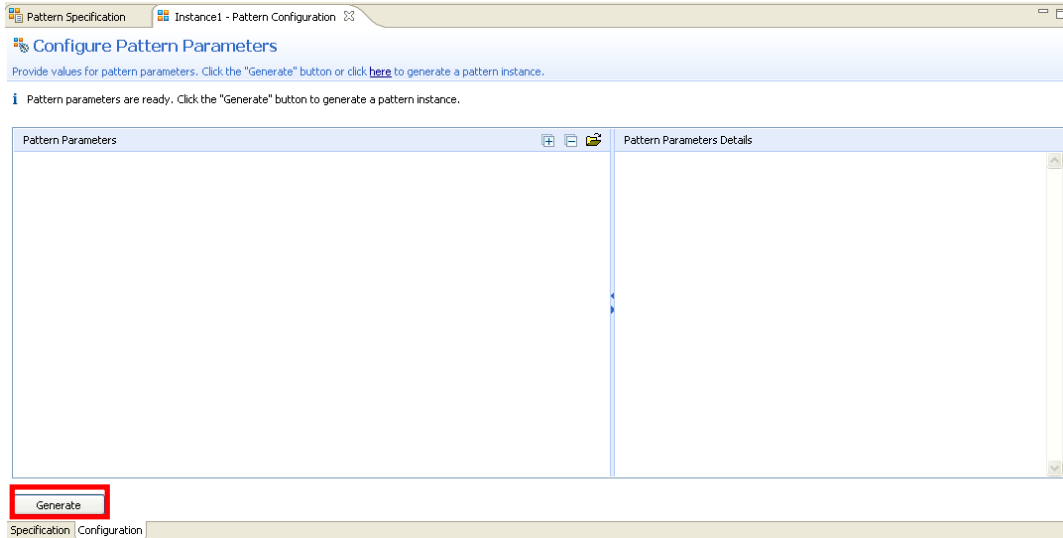 Pattern Specification
Instance1 - Pattern Configuration
Configure Pattern Parameters
Provide values for pattern parameters. Click the "Generate" button or click here to generate a pattern instance.
Pattern parameters are ready. Click the "Generate" button to generate a pattern instance.
Pattern Parameters
Pattern Parameters Details
Generate
Specification Configuration